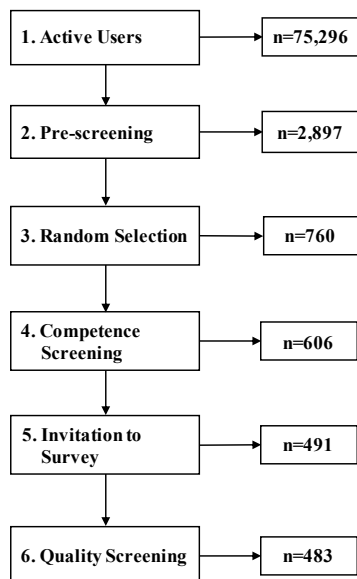 1. Active Users
n=75,296
2. Pre-screening
n=2,897
3. Random Selection
n=760
4. Competence
Screening
n=606
5. Invitation to
Survey
n=491
6. Quality Screening
n=483